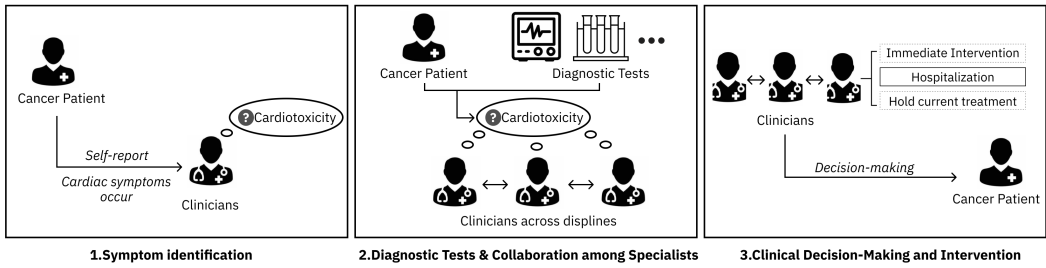 Cancer Patient
Self-report
Cardiac symptoms
occur
?Cardiotoxicity
Clinicians
1.Symptom identification
Cancer Patient
Diagnostic Tests
?Cardiotoxicity
Clinicians across displines
2.Diagnostic Tests & Collaboration among Specialists
Immediate Intervention
Hospitalization
Hold current treatment
Clinicians
Decision-making
Cancer Patient
3.Clinical Decision-Making and Intervention